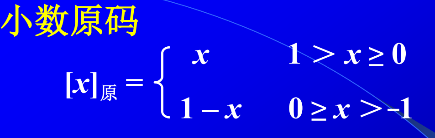 小数原码
x 1 > x ≥ 0
[x]原 =
1 – x 0 ≥ x > –1